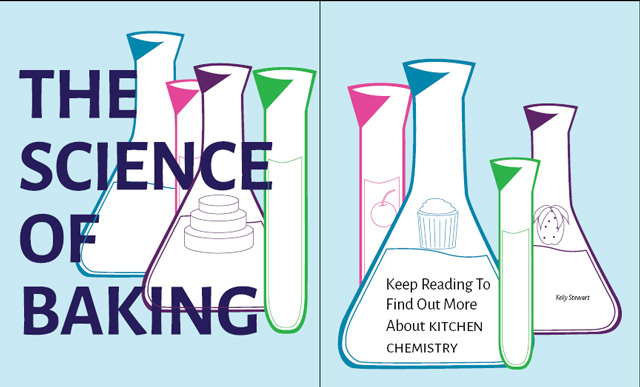 THE
SCIENCE
OF
BAKING
Keep Reading To
Find Out More
About KITCHEN
CHEMISTRY
Kelly Stewart